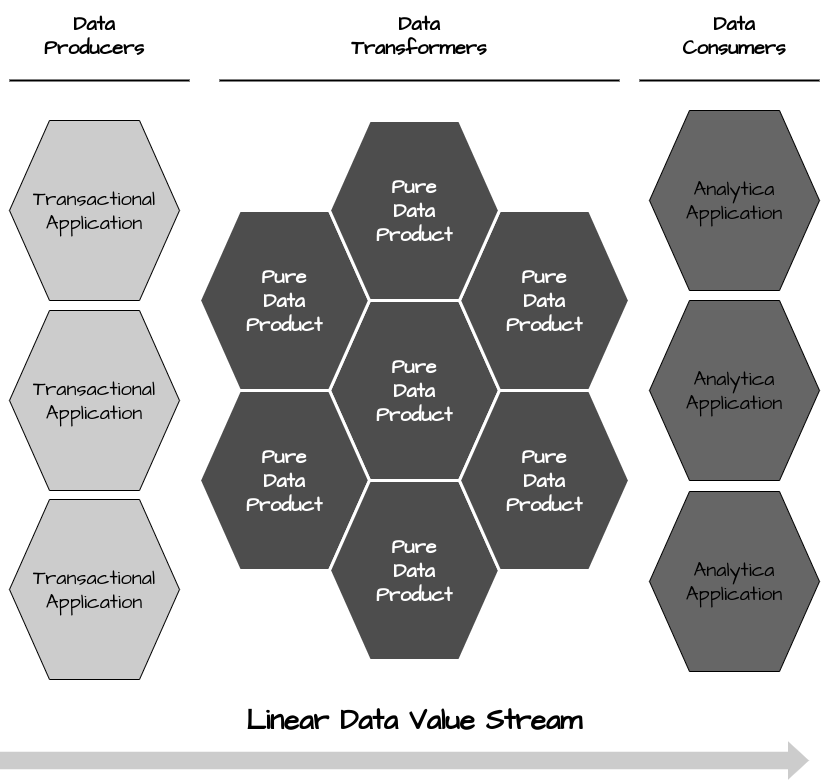 Data
Producers
Data
Transformers
Data
Consumers
Transactional
Application
Transactional
Application
Transactional
Application
Pure
Data
Product
Pure
Data
Product
Pure
Data
Product
Pure
Data
Product
Pure
Data
Product
Pure
Data
Product
Pure
Data
Product
Analytica
Application
Analytica
Application
Analytica
Application
Linear Data Value Stream